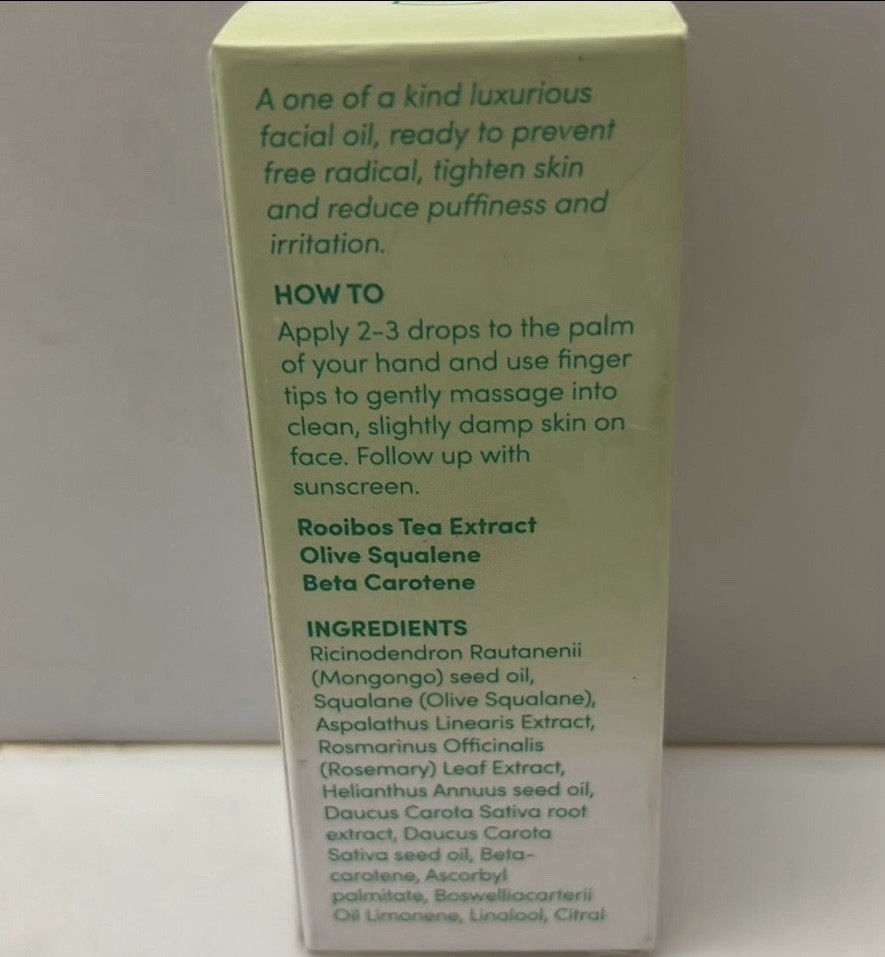 A one of a kind luxurious
facial oil, ready to prevent
free radical, tighten skin
and reduce puffiness and
irritation.
HOW TO
Apply 2-3 drops to the palm
of your hand and use finger
tips to gently massage into
clean, slightly damp skin on
face. Follow up with
sunscreen.
Rooibos Tea Extract
Olive Squalene
Beta Carotene
INGREDIENTS
Ricinodendron Rautanenii
(Mongongo) seed oil,
Squalane (Olive Squalane),
Aspalathus Linearis Extract,
Rosmarinus Officinalis
(Rosemary) Leaf Extract,
Helianthus Annuus seed oil,
Daucus Carota Sativa root
extract, Daucus Carota
Sativa seed oil, Beta-
carotene, Ascorbyl
palmitate, Boswelliacarterii
Oil Limonene, Linalool, Citral